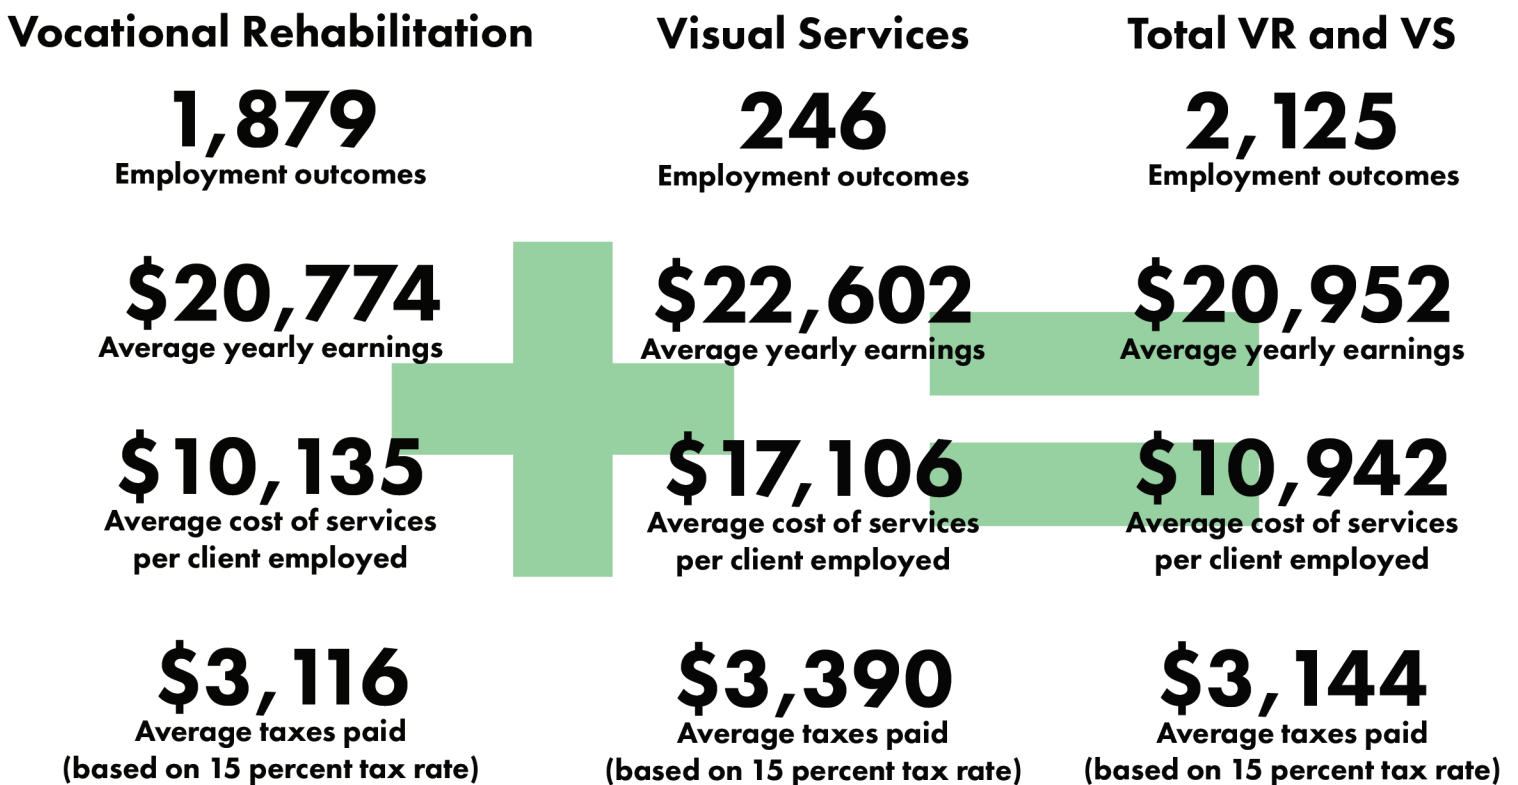 Vocational Rehabilitation
1,879
Employment outcomes
$20,774
Average yearly earnings
$10,135
Average cost of services
per client employed
$3,116
Average taxes paid
(based on 15 percent tax rate)
Visual Services
246
Employment outcomes
$22,602
Average yearly earnings
$17,106
Average cost of services
per client employed
$3,390
Average taxes paid
(based on 15 percent tax rate)
Total VR and VS
2,125
Employment outcomes
$20,952
Average yearly earnings
$10,942
Average cost of services
per client employed
$3,144
Average taxes paid
(based on 15 percent tax rate)